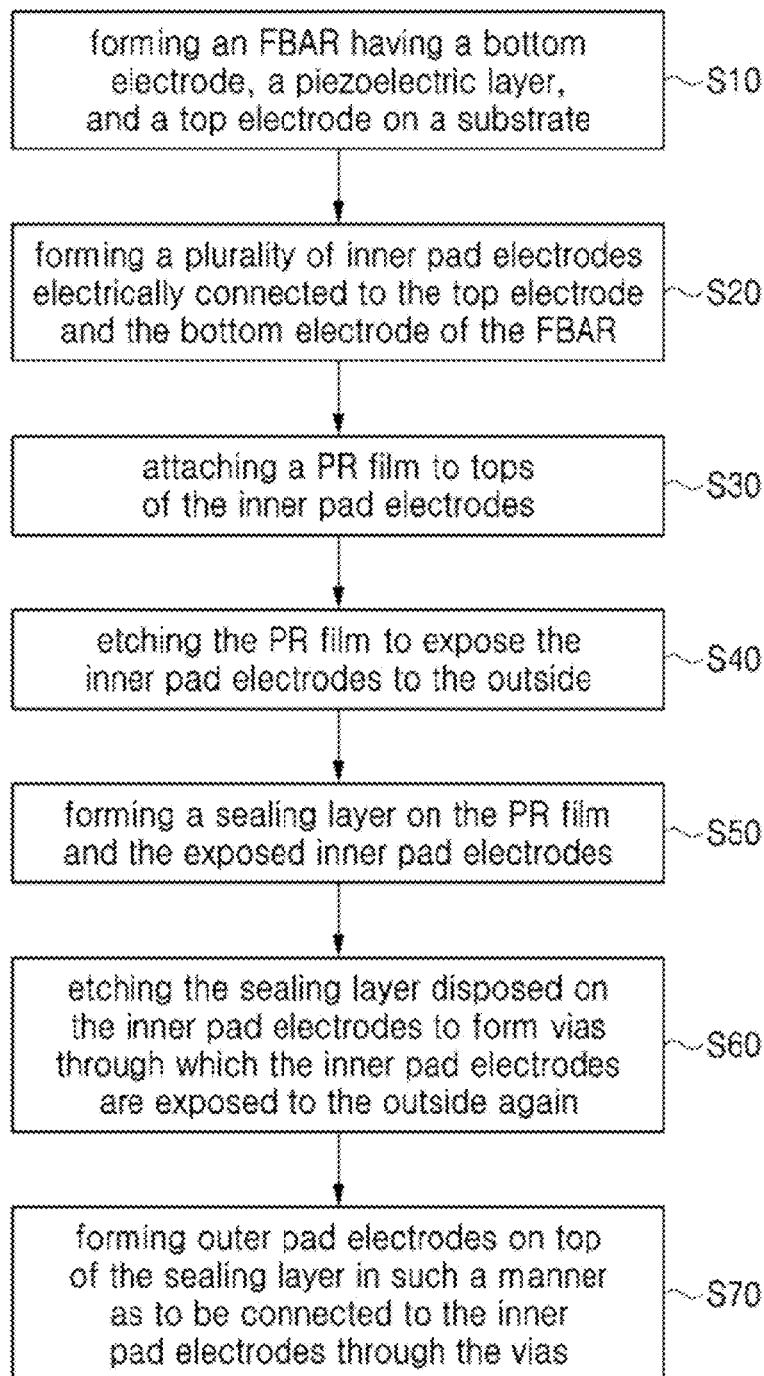 forming an FBAR having a bottom
electrode, a piezoelectric layer,
and a top electrode on a substrate
S10
forming a plurality of inner pad electrodes
electrically connected to the top electrode
and the bottom electrode of the FBAR
S20
attaching a PR film to tops
of the inner pad electrodes
S30
etching the PR film to expose the
inner pad electrodes to the outside
S40
forming a sealing layer on the PR film
and the exposed inner pad electrodes
S50
etching the sealing layer disposed on
the inner pad electrodes to form vias
through which the inner pad electrodes
are exposed to the outside again
S60
forming outer pad electrodes on top
of the sealing layer in such a manner
as to be connected to the inner
pad electrodes through the vias
S70